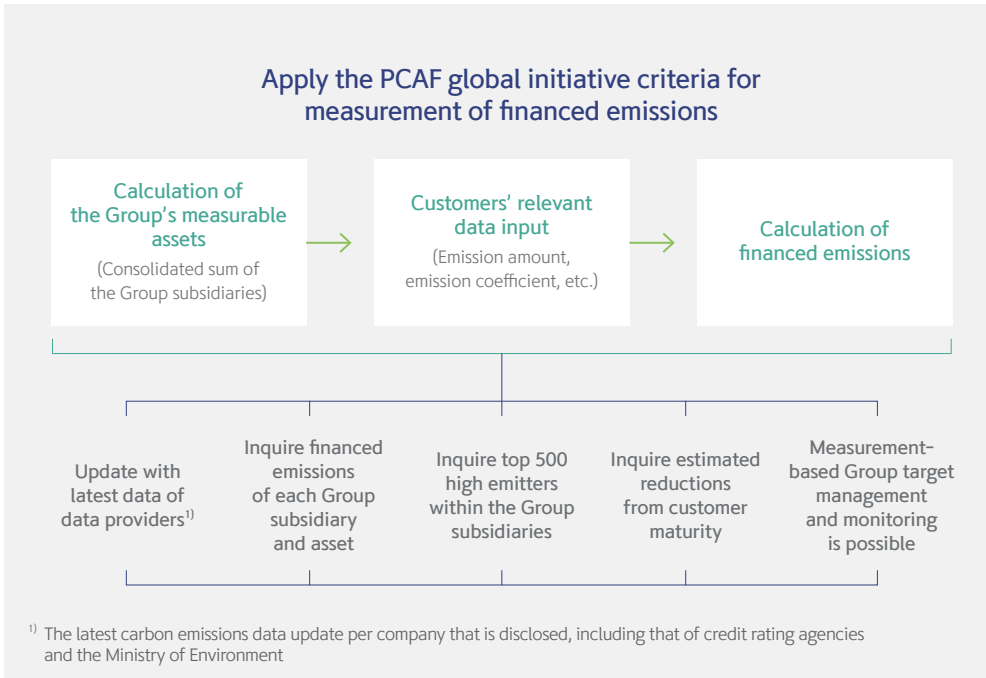 Apply the PCAF global initiative criteria for
measurement of financed emissions
Calculation of
the Group's measurable
assets
(Consolidated sum of
the Group subsidiaries)
Customers' relevant
data input
(Emission amount,
emission coefficient, etc.)
Calculation of
financed emissions
Update with
latest data of
data providers1)
Inquire financed
emissions
of each Group
subsidiary
and asset
Inquire top 500
high emitters
within the Group
subsidiaries
Inquire estimated
reductions
from customer
maturity
Measurement-
based Group target
management
and monitoring
is possible
1) The latest carbon emissions data update per company that is disclosed, including that of credit rating agencies
and the Ministry of Environment